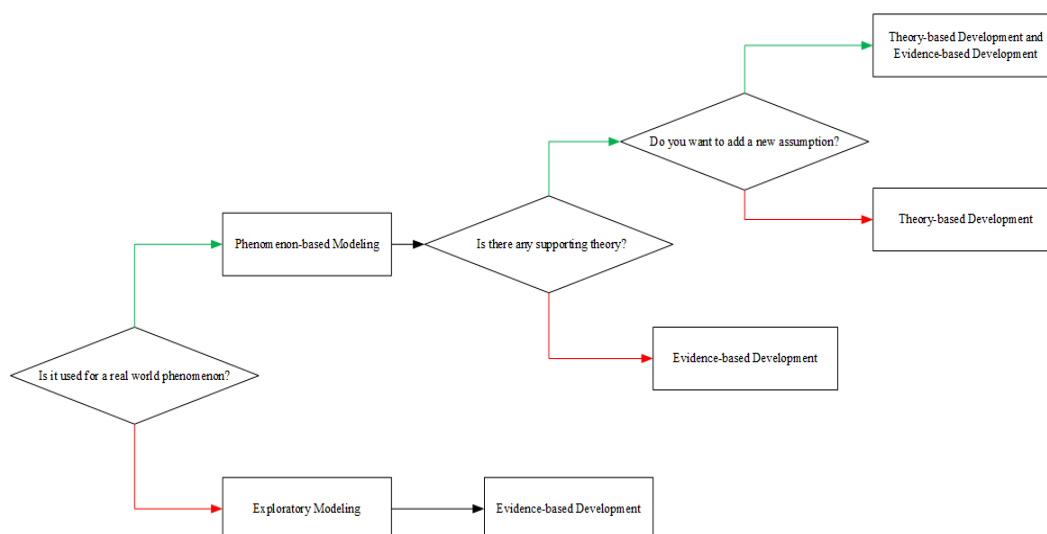 Theory-based Development and
Evidence-based Development
Do you want to add a new assumption?
Theory-based Development
Phenomenon-based Modeling
Is there any supporting theory?
Evidence-based Development
Is it used for a real world phenomenon?
Exploratory Modeling
Evidence-based Development